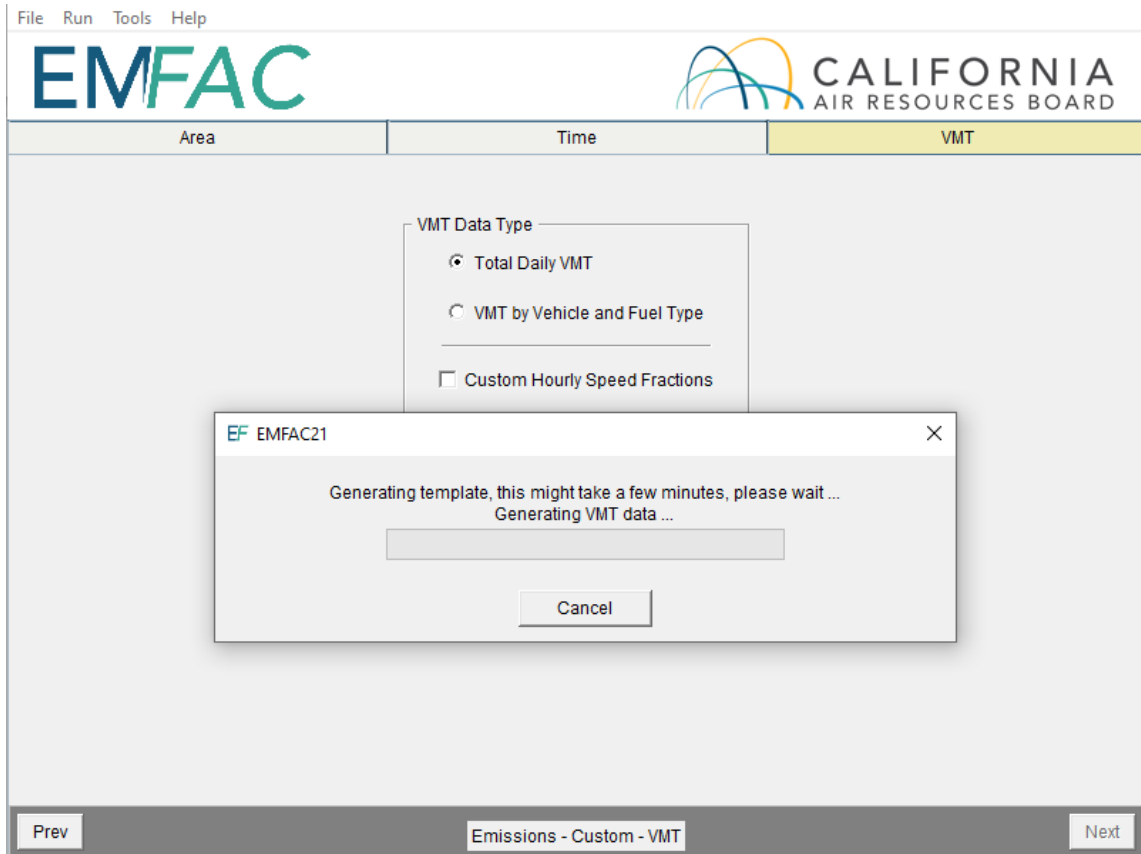 File Run Tools Help
EMFAC
CALIFORNIA
AIR RESOURCES BOARD
Area Time VMT
VMT Data Type
Total Daily VMT
VMT by Vehicle and Fuel Type
Custom Hourly Speed Fractions
EF EMFAC21
Generating template, this might take a few minutes, please wait ...
Generating VMT data ...
Cancel
Prev Emissions - Custom - VMT Next